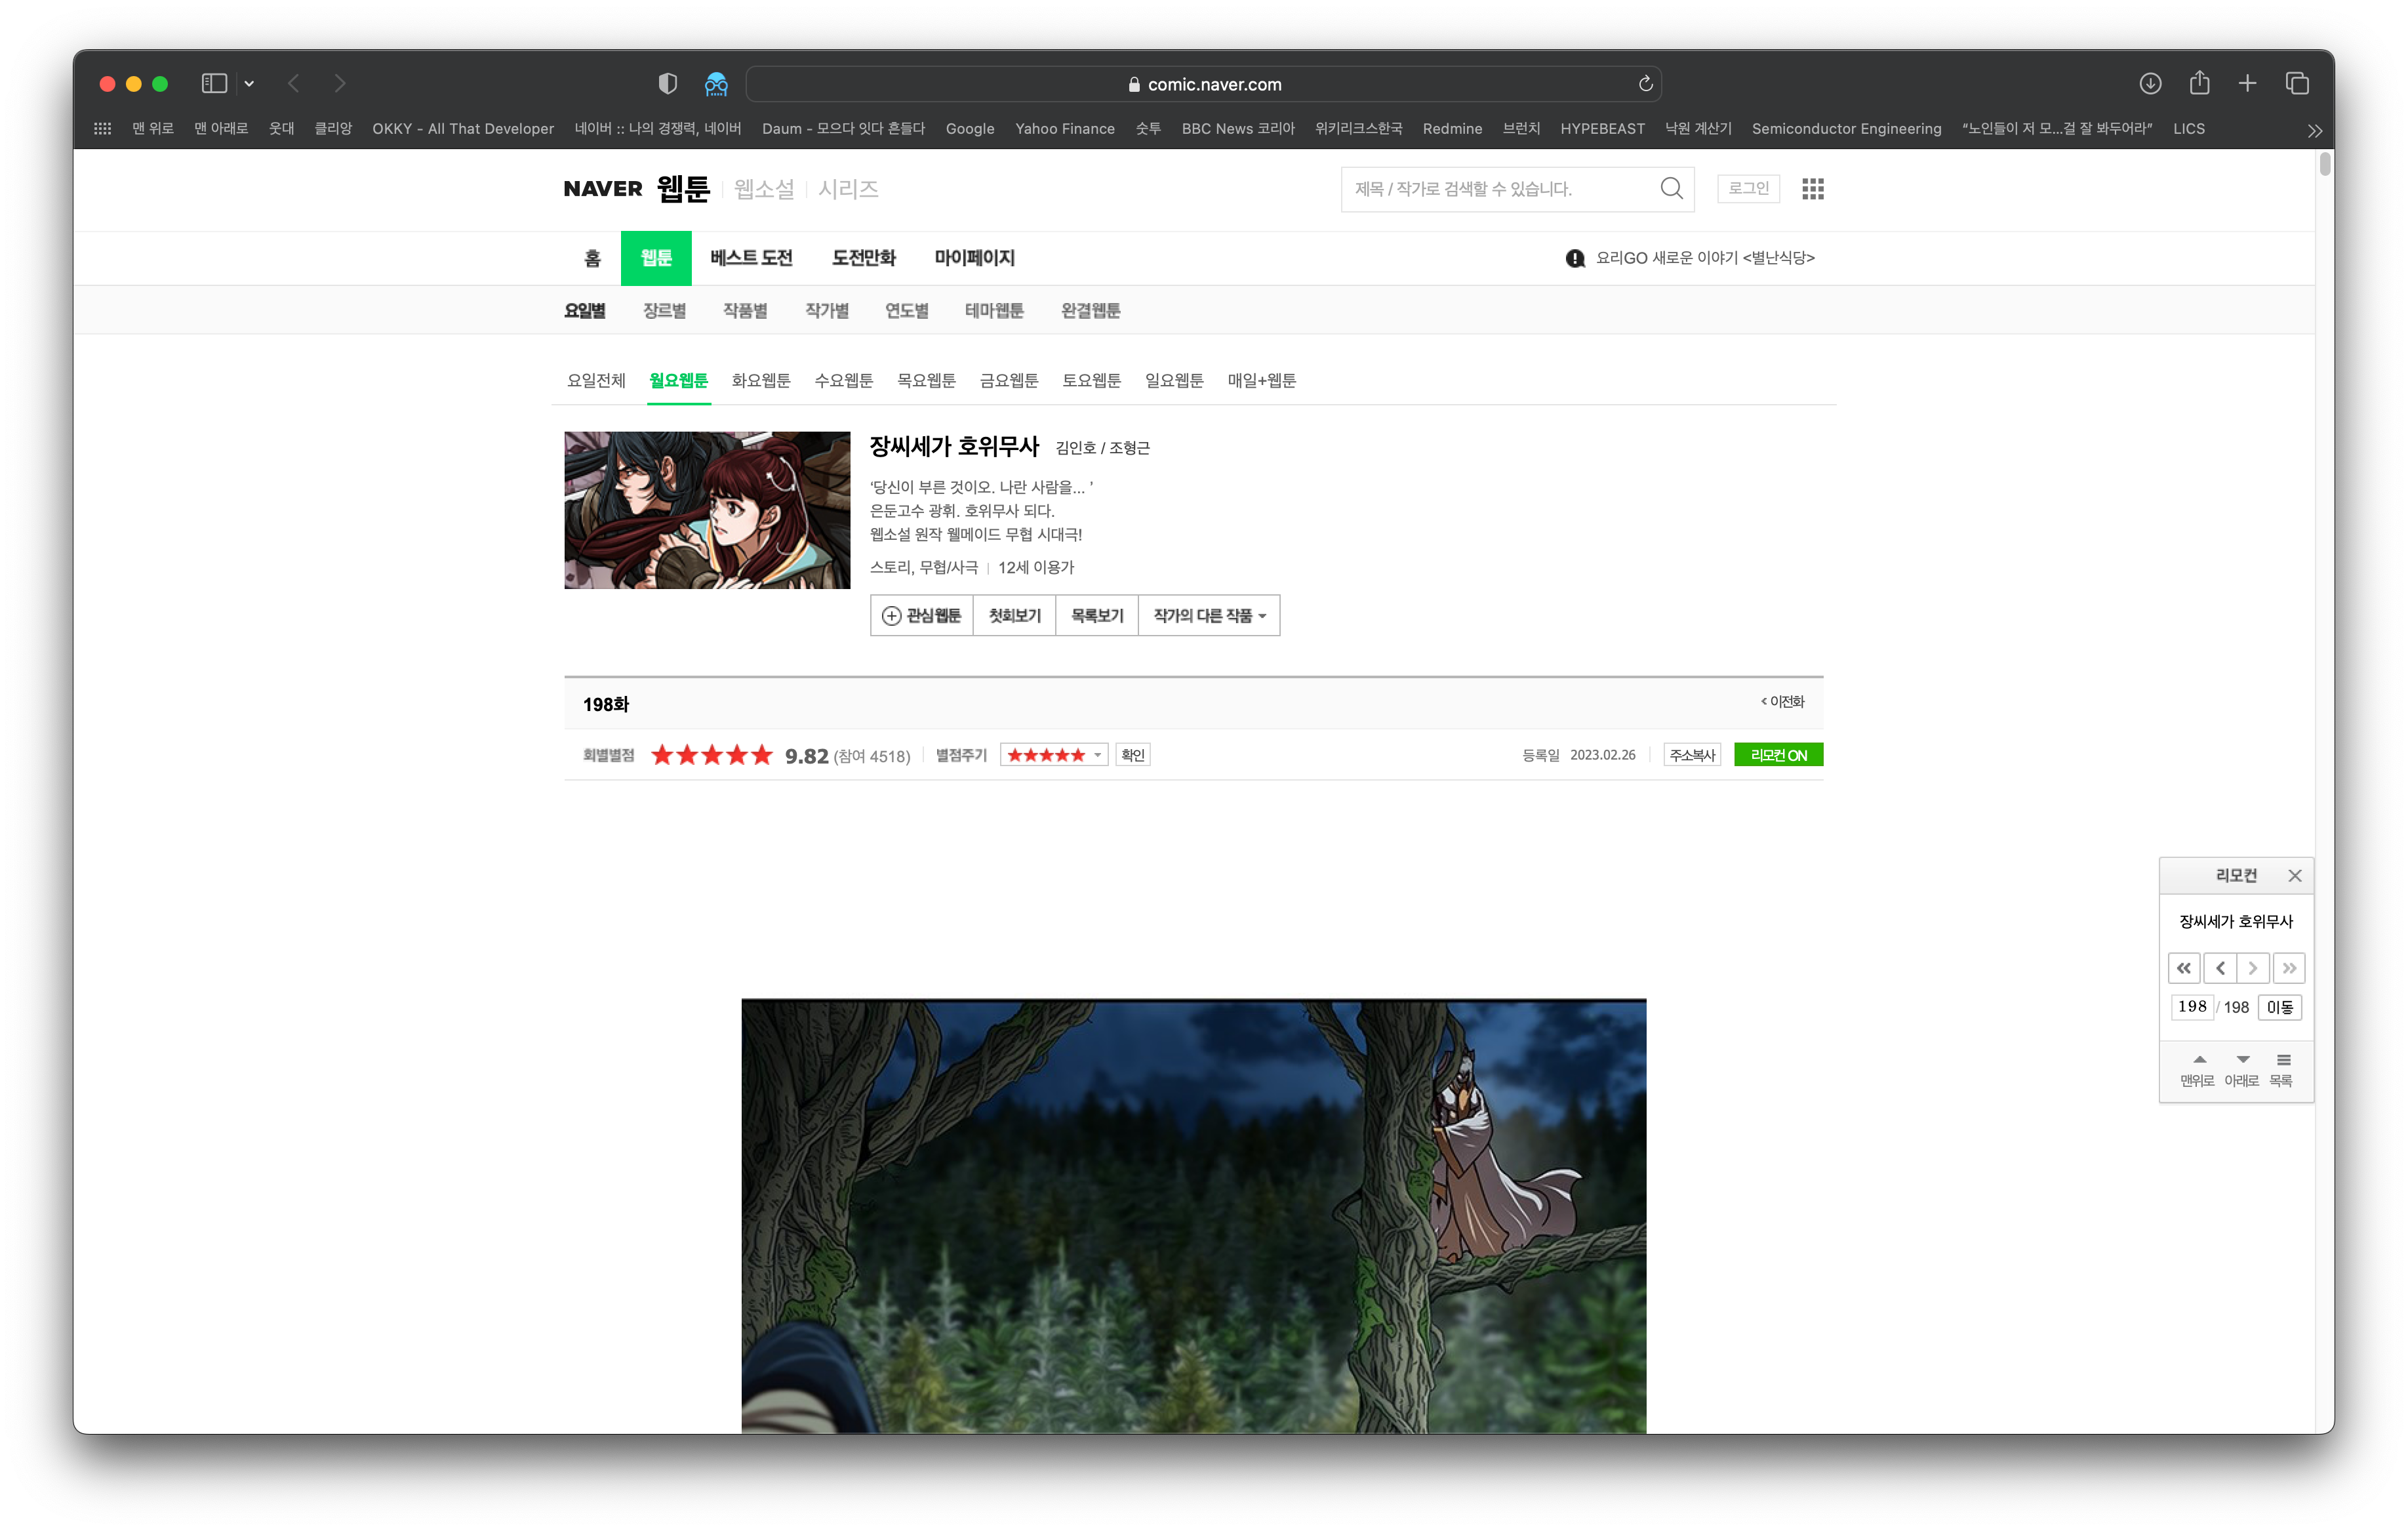 comic.naver.com
맨 위로 맨 아래로 웃대 클리앙 OKKY - All That Developer 네이버 :: 나의 경쟁력, 네이버 Daum - 모으다 잇다 흔들다 Google Yahoo Finance 숏투 BBC News 코리아 위키리크스한국 Redmine 브런치 HYPEBEAST 낙원 계산기 Semiconductor Engineering “노인들이 저 모...걸 잘 봐두어라” LICS
NAVER 웹툰 웹소설 시리즈 제목 / 작가로 검색할 수 있습니다. 로그인
홈 웹툰 베스트 도전 도전만화 마이페이지 요리GO 새로운 이야기 <별난식당>
요일별 장르별 작품별 작가별 연도별 테마웹툰 완결웹툰
요일전체 월요웹툰 화요웹툰 수요웹툰 목요웹툰 금요웹툰 토요웹툰 일요웹툰 매일+웹툰
장씨세가 호위무사 김인호 / 조형근
‘당신이 부른 것이오. 나란 사람을... ’
은둔고수 광휘. 호위무사 되다.
웹소설 원작 웰메이드 무협 시대극!
스토리, 무협/사극 12세 이용가
관심웹툰 첫회보기 목록보기 작가의 다른 작품
198화 < 이전화
회별별점 9.82 (참여 4518) 별점주기 확인 등록일 2023.02.26 주소복사 리모컨 ON
리모컨
장씨세가 호위무사
198 / 198 이동
맨위로 아래로 목록